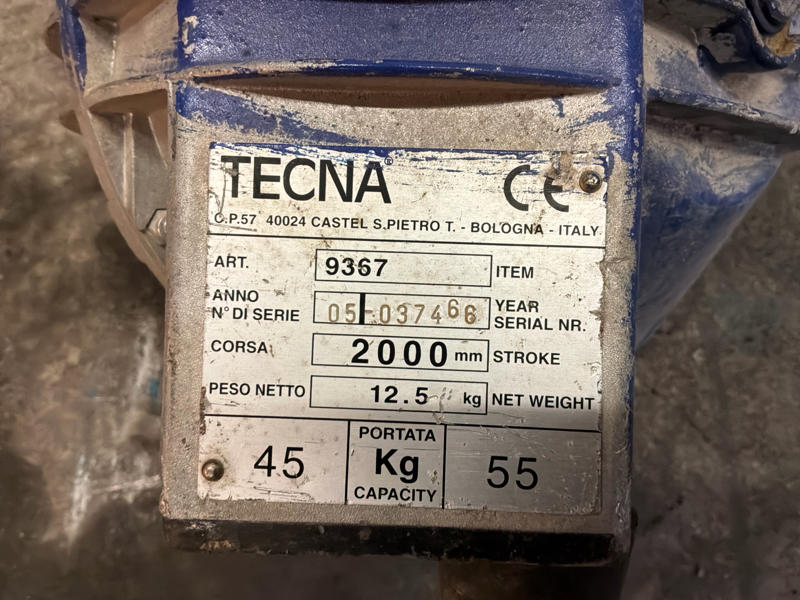 TECNA® CE
C.P.57 40024 CASTEL S.PIETRO T. - BOLOGNA - ITALY
ART. 9367 ITEM
ANNO YEAR
N° DI SERIE 05-037466 SERIAL NR.
CORSA 2000 mm STROKE
PESO NETTO 12.5 kg NET WEIGHT
PORTATA
45 Kg 55
CAPACITY